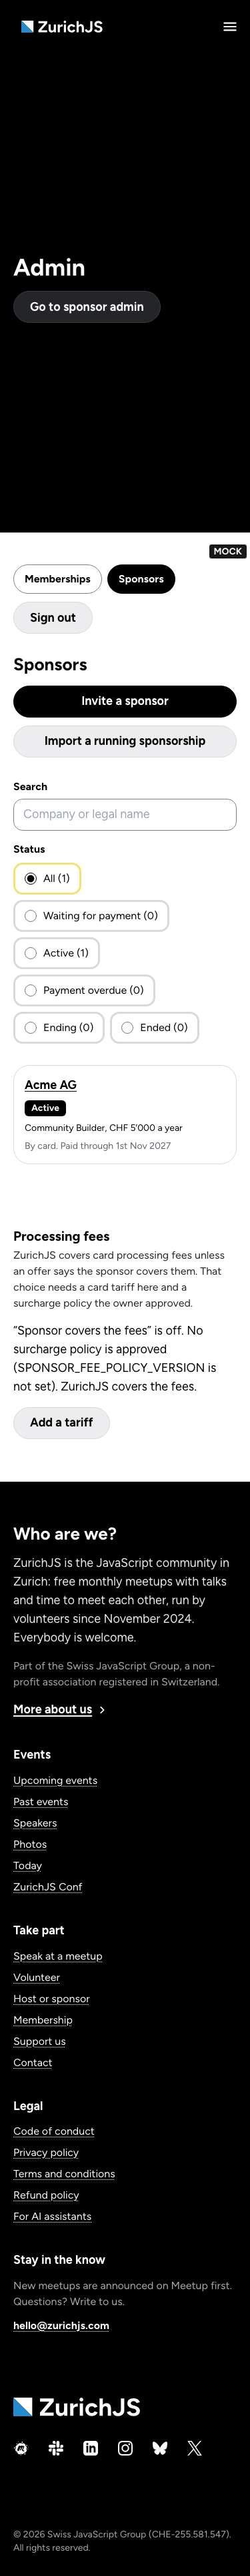 ZurichJS
Admin
Go to sponsor admin
MOCK
Memberships
Sponsors
Sign out
Sponsors
Invite a sponsor
Import a running sponsorship
Search
Company or legal name
Status
All (1)
Waiting for payment (0)
Active (1)
Payment overdue (0)
Ending (0)
Ended (0)
Acme AG
Active
Community Builder, CHF 5'000 a year
By card. Paid through 1st Nov 2027
Processing fees
ZurichJS covers card processing fees unless
an offer says the sponsor covers them. That
choice needs a card tariff here and a
surcharge policy the owner approved.
“Sponsor covers the fees” is off. No
surcharge policy is approved
(SPONSOR_FEE_POLICY_VERSION is
not set). ZurichJS covers the fees.
Add a tariff
Who are we?
ZurichJS is the JavaScript community in
Zurich: free monthly meetups with talks
and time to meet each other, run by
volunteers since November 2024.
Everybody is welcome.
Part of the Swiss JavaScript Group, a non-
profit association registered in Switzerland.
More about us
Events
Upcoming events
Past events
Speakers
Photos
Today
ZurichJS Conf
Take part
Speak at a meetup
Volunteer
Host or sponsor
Membership
Support us
Contact
Legal
Code of conduct
Privacy policy
Terms and conditions
Refund policy
For AI assistants
Stay in the know
New meetups are announced on Meetup first.
Questions? Write to us.
hello@zurichjs.com
ZurichJS
© 2026 Swiss JavaScript Group (CHE-255.581.547).
All rights reserved.